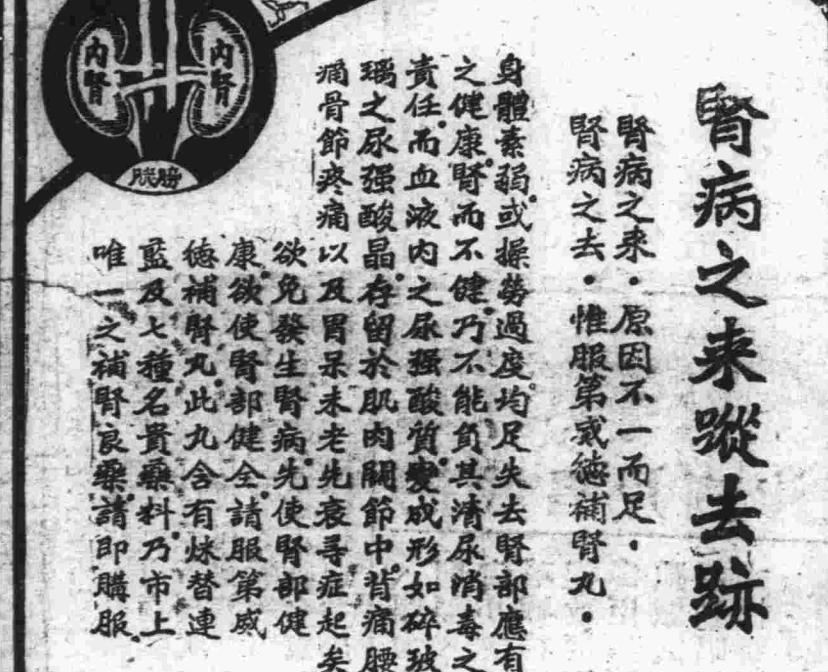 腎病之来蹤去跡
腎病之来．原因不一而足．
腎病之去．惟服第威德補腎丸．
身體素弱。或操勞過度。均足失去腎部應有
之健康。腎而不健。乃不能負其清尿消毒之
責任。而血液内之尿强酸質。變成形如碎玻
璃之尿强酸晶。存留於肌肉關節中。背痛腰
痛骨節疼痛以及胃呆未老先衰等症起矣
欲免發生腎病。先使腎部健
康。欲使腎部健全。請服第威
德補腎丸。此丸含有炑替連
藍及七種名貴藥料。乃市上
唯一之補腎良藥。請即購服。
内腎
内腎
膀胱